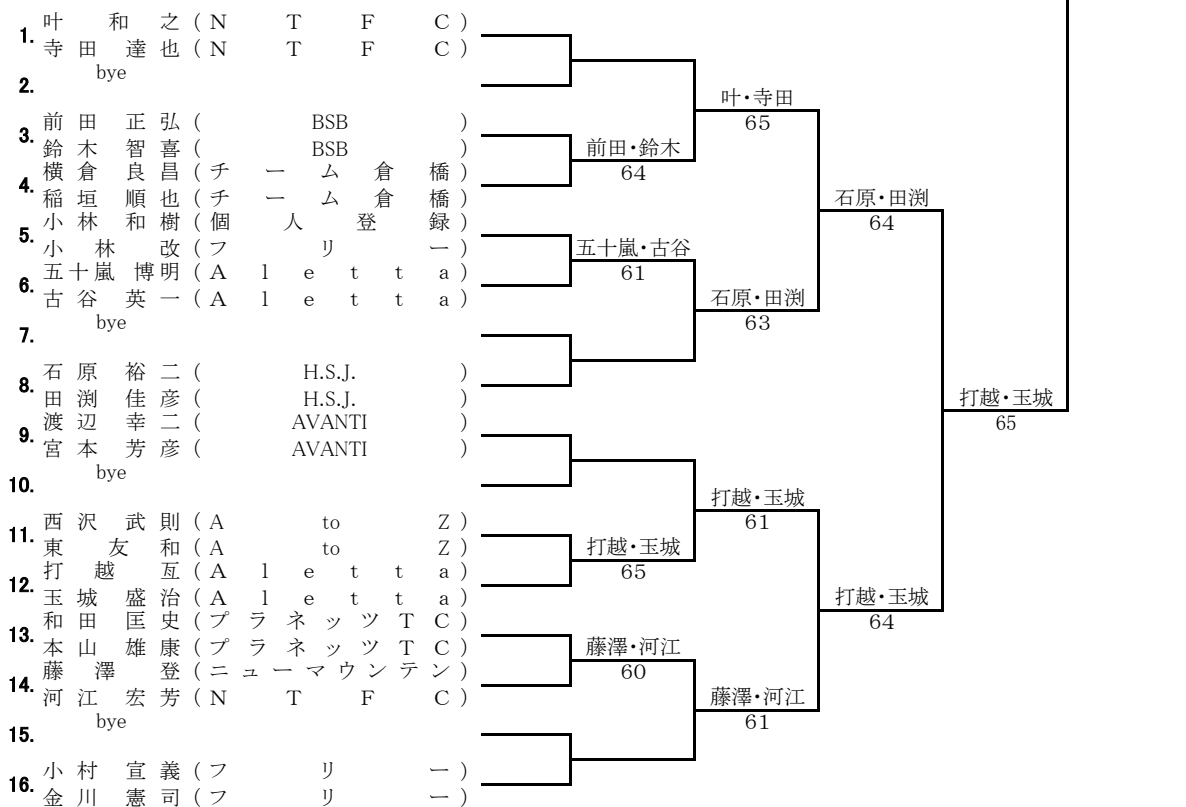 1. 叶 和 之 ( N T F C )
寺 田 達 也 ( N T F C )
2. bye
3. 前 田 正 弘 ( BSB )
鈴 木 智 喜 ( BSB )
4. 横 倉 良 昌 ( チ ー ム 倉 橋 )
稲 垣 順 也 ( チ ー ム 倉 橋 )
5. 小 林 和 樹 ( 個 人 登 録 )
小 林 改 ( フ リ ー )
6. 五十嵐 博明 ( A l e t t a )
古 谷 英 一 ( A l e t t a )
7. bye
8. 石 原 裕 二 ( H.S.J. )
田 渕 佳 彦 ( H.S.J. )
9. 渡 辺 幸 二 ( AVANTI )
宮 本 芳 彦 ( AVANTI )
10. bye
11. 西 沢 武 則 ( A to Z )
東 友 和 ( A to Z )
12. 打 越 亙 ( A l e t t a )
玉 城 盛 治 ( A l e t t a )
13. 和 田 匡 史 ( プ ラ ネ ッ ツ T C )
本 山 雄 康 ( プ ラ ネ ッ ツ T C )
14. 藤 澤 登 ( ニ ュ ー マ ウ ン テ ン )
河 江 宏 芳 ( N T F C )
15. bye
16. 小 村 宣 義 ( フ リ ー )
金 川 憲 司 ( フ リ ー )
前田・鈴木
64
五十嵐・古谷
61
打越・玉城
65
藤澤・河江
60
叶・寺田
65
石原・田渕
63
打越・玉城
61
藤澤・河江
61
石原・田渕
64
打越・玉城
64
打越・玉城
65